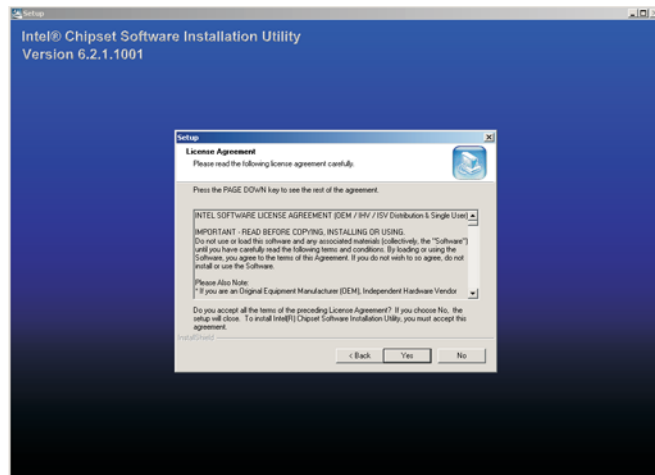 Setup
Intel® Chipset Software Installation Utility
Version 6.2.1.1001
Setup
License Agreement
Please read the following license agreement carefully.
Press the PAGE DOWN key to see the rest of the agreement.
INTEL SOFTWARE LICENSE AGREEMENT (OEM / IHV / ISV Distribution & Single User)
IMPORTANT - READ BEFORE COPYING, INSTALLING OR USING.
Do not use or load this software and any associated materials (collectively, the "Software")
until you have carefully read the following terms and conditions. By loading or using the
Software, you agree to the terms of this Agreement. If you do not wish to so agree, do not
install or use the Software.
Please Also Note:
* If you are an Original Equipment Manufacturer (OEM), Independent Hardware Vendor
Do you accept all the terms of the preceding License Agreement? If you choose No, the
setup will close. To install Intel(R) Chipset Software Installation Utility, you must accept this
agreement.
InstallShield
< Back Yes No